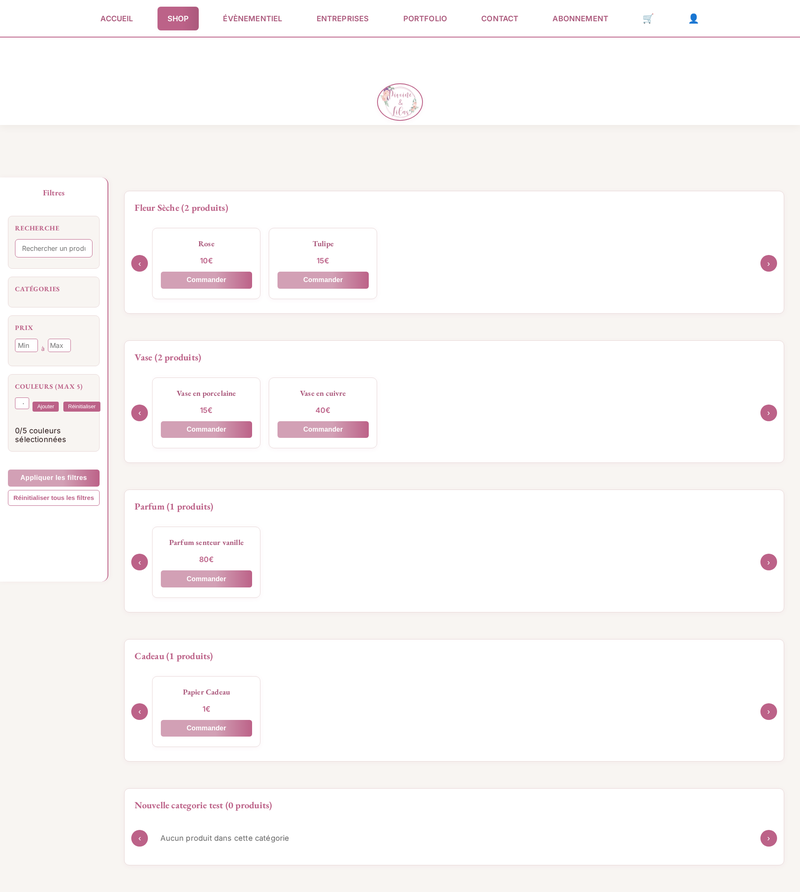 ACCUEIL SHOP ÉVÈNEMENTIEL ENTREPRISES PORTFOLIO CONTACT ABONNEMENT
&
Lilas
Filtres
RECHERCHE
Rechercher un produ
CATÉGORIES
PRIX
Min à Max
COULEURS (MAX 5)
Ajouter Réinitialiser
0/5 couleurs
sélectionnées
Appliquer les filtres
Réinitialiser tous les filtres
Fleur Sèche (2 produits)
‹ Rose Tulipe ›
10€ 15€
Commander Commander
Vase (2 produits)
‹ Vase en porcelaine Vase en cuivre ›
15€ 40€
Commander Commander
Parfum (1 produits)
‹ Parfum senteur vanille ›
80€
Commander
Cadeau (1 produits)
‹ Papier Cadeau ›
1€
Commander
Nouvelle categorie test (0 produits)
‹ Aucun produit dans cette catégorie ›